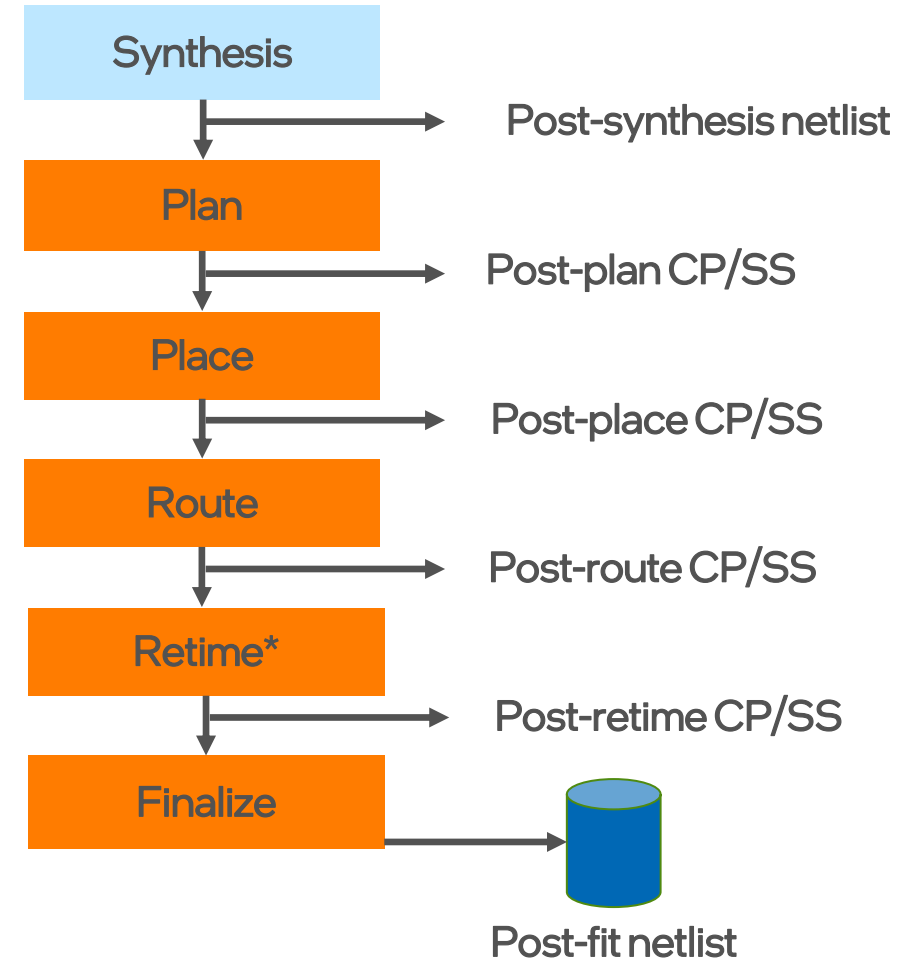 Synthesis
Post-synthesis netlist
Plan
Post-plan CP/SS
Place
Post-place CP/SS
Route
Post-route CP/SS
Retime*
Post-retime CP/SS
Finalize
Post-fit netlist